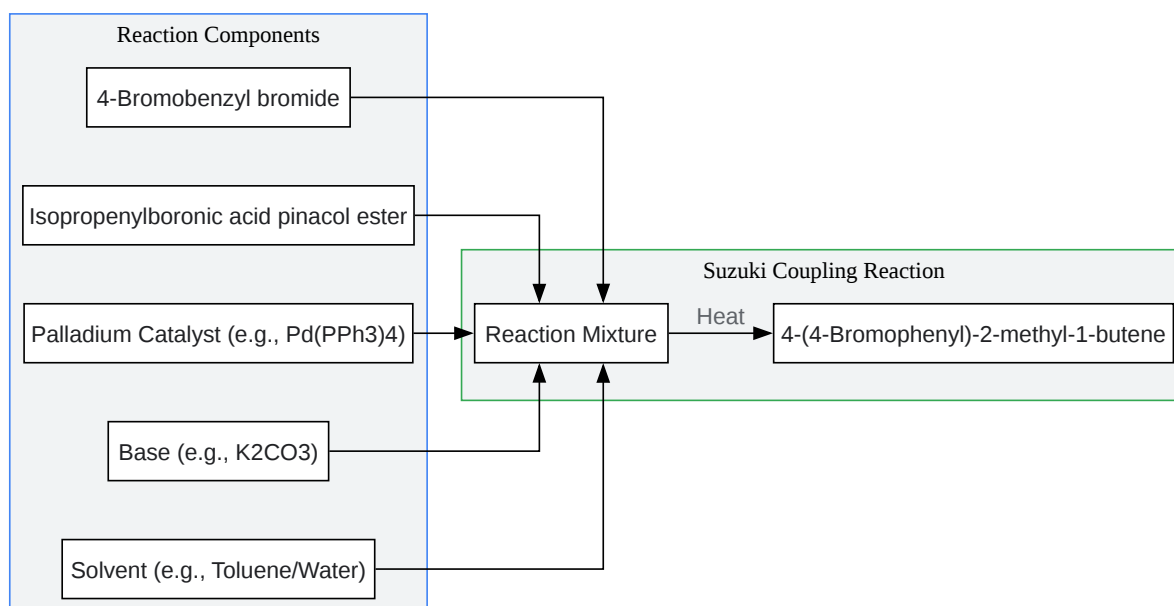 Reaction Components
4-Bromobenzyl bromide
Isopropenylboronic acid pinacol ester
Suzuki Coupling Reaction
Palladium Catalyst (e.g., Pd(PPh3)4)
Reaction Mixture
Heat
4-(4-Bromophenyl)-2-methyl-1-butene
Base (e.g., K2CO3)
Solvent (e.g., Toluene/Water)